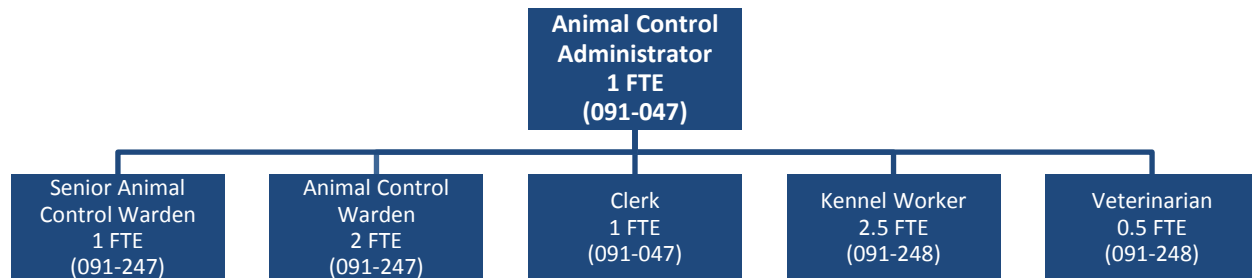 Animal Control
Administrator
1 FTE
(091-047)
Senior Animal
Control Warden
1 FTE
(091-247)
Animal Control
Warden
2 FTE
(091-247)
Clerk
1 FTE
(091-047)
Kennel Worker
2.5 FTE
(091-248)
Veterinarian
0.5 FTE
(091-248)